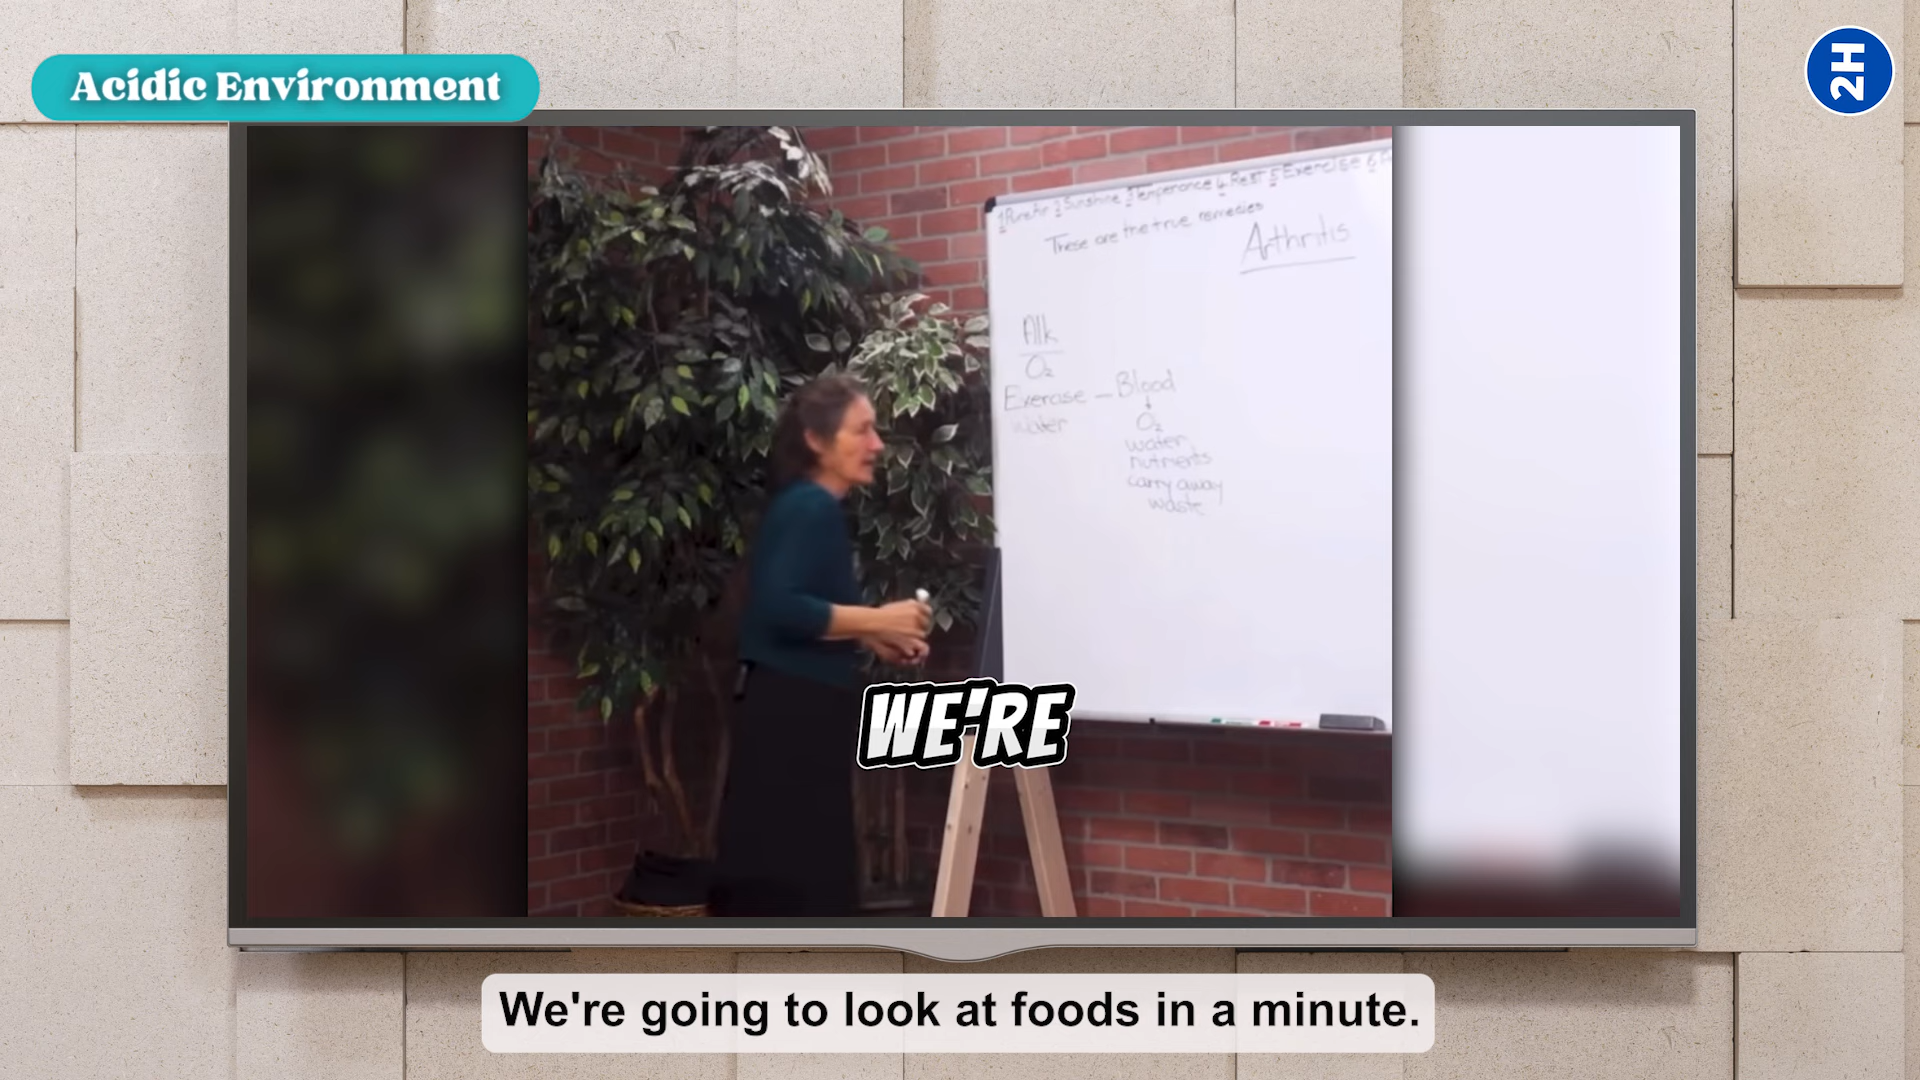 Acidic Environment
2H
1 Pure Air 2 Sunshine 3 Temperance 4 Rest 5 Exercise 6
These are the true remedies
Arthritis
Alk
O₂
Exercise — Blood
Water
O₂
water
nutrients
carry away
waste
WE'RE
We're going to look at foods in a minute.